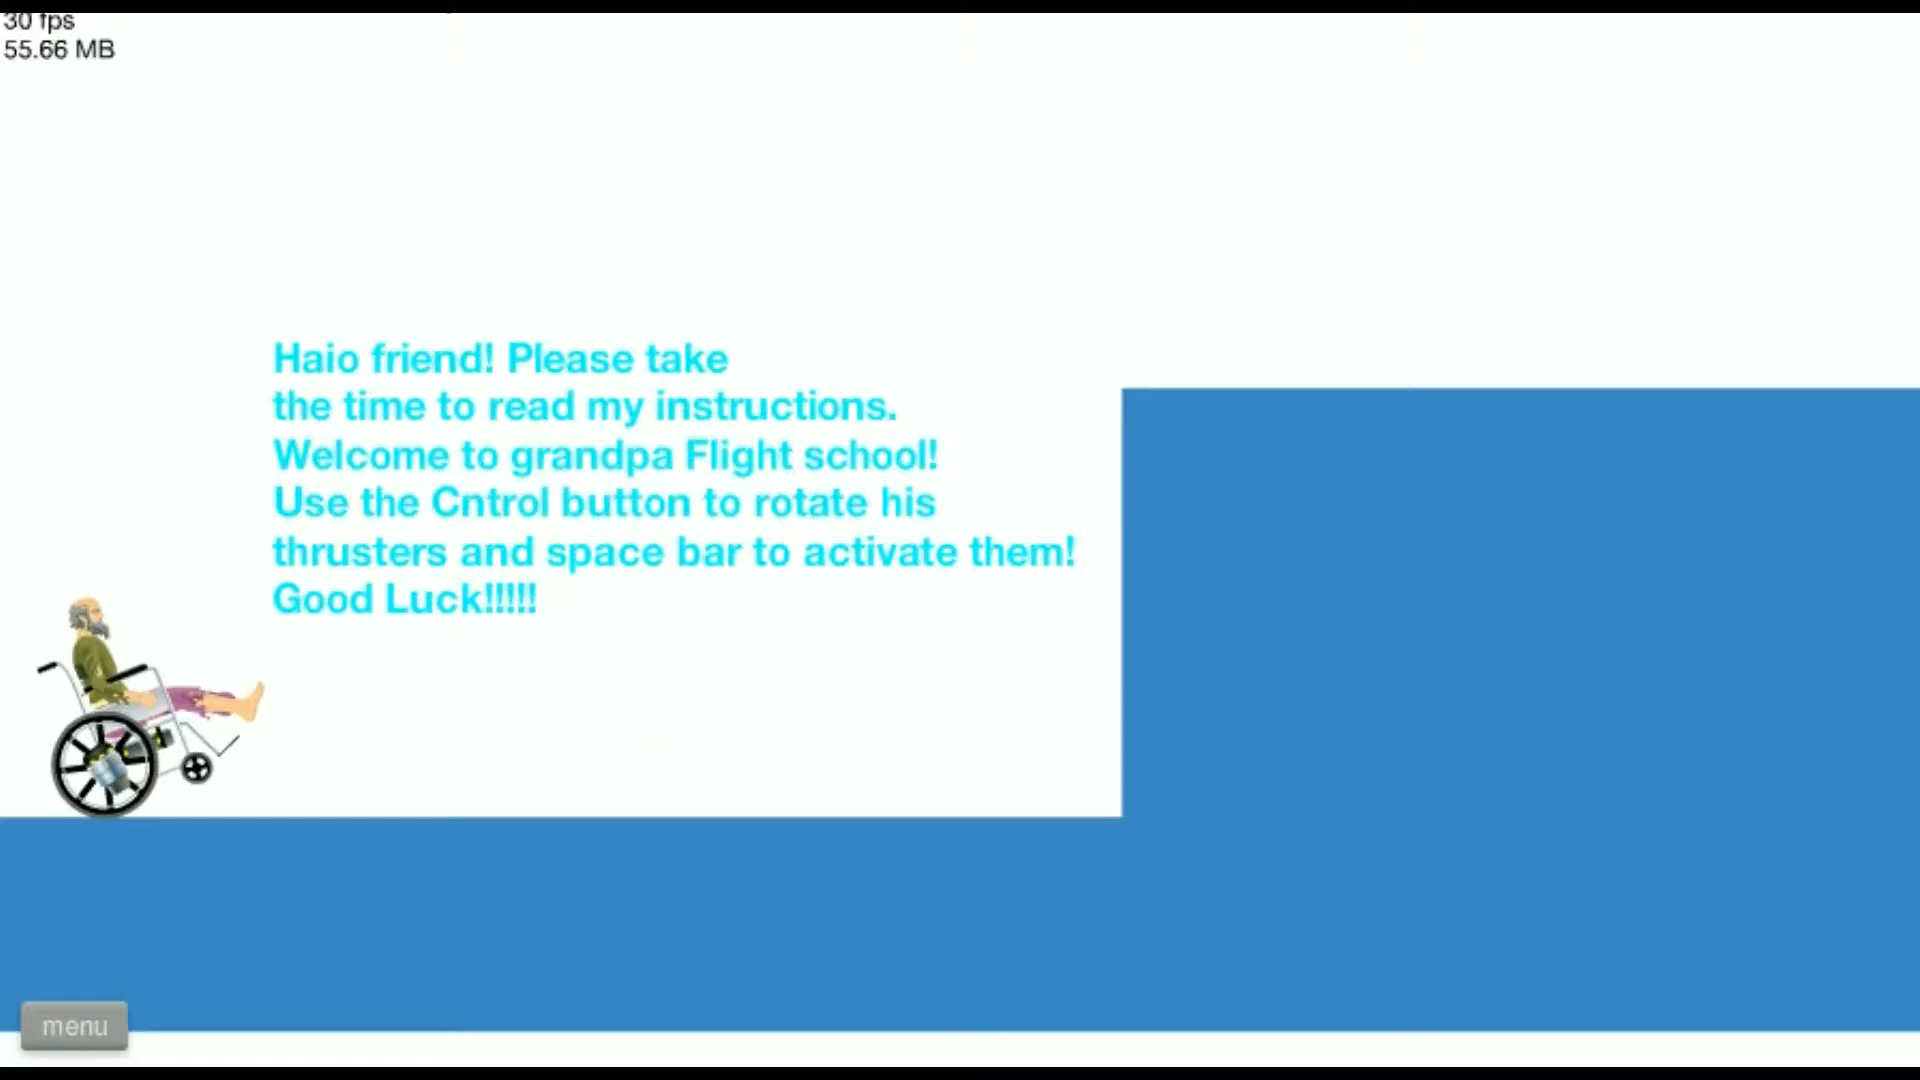 30 fps
55.66 MB
Haio friend! Please take
the time to read my instructions.
Welcome to grandpa Flight school!
Use the Cntrol button to rotate his
thrusters and space bar to activate them!
Good Luck!!!!!
menu